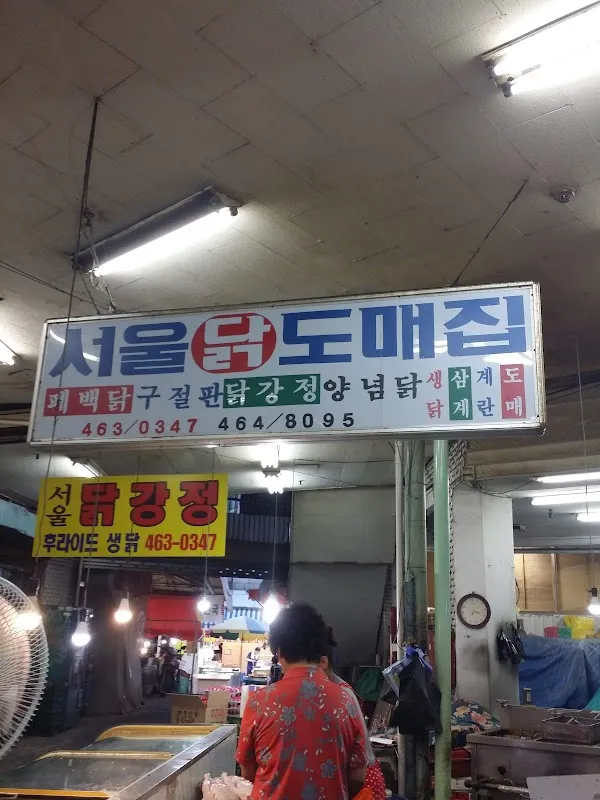 서울닭도매집
폐백닭구절판닭강정양념닭
생닭 삼계 계란 도매
463/0347 464/8095
서울 닭강정
후라이드 생닭 463-0347